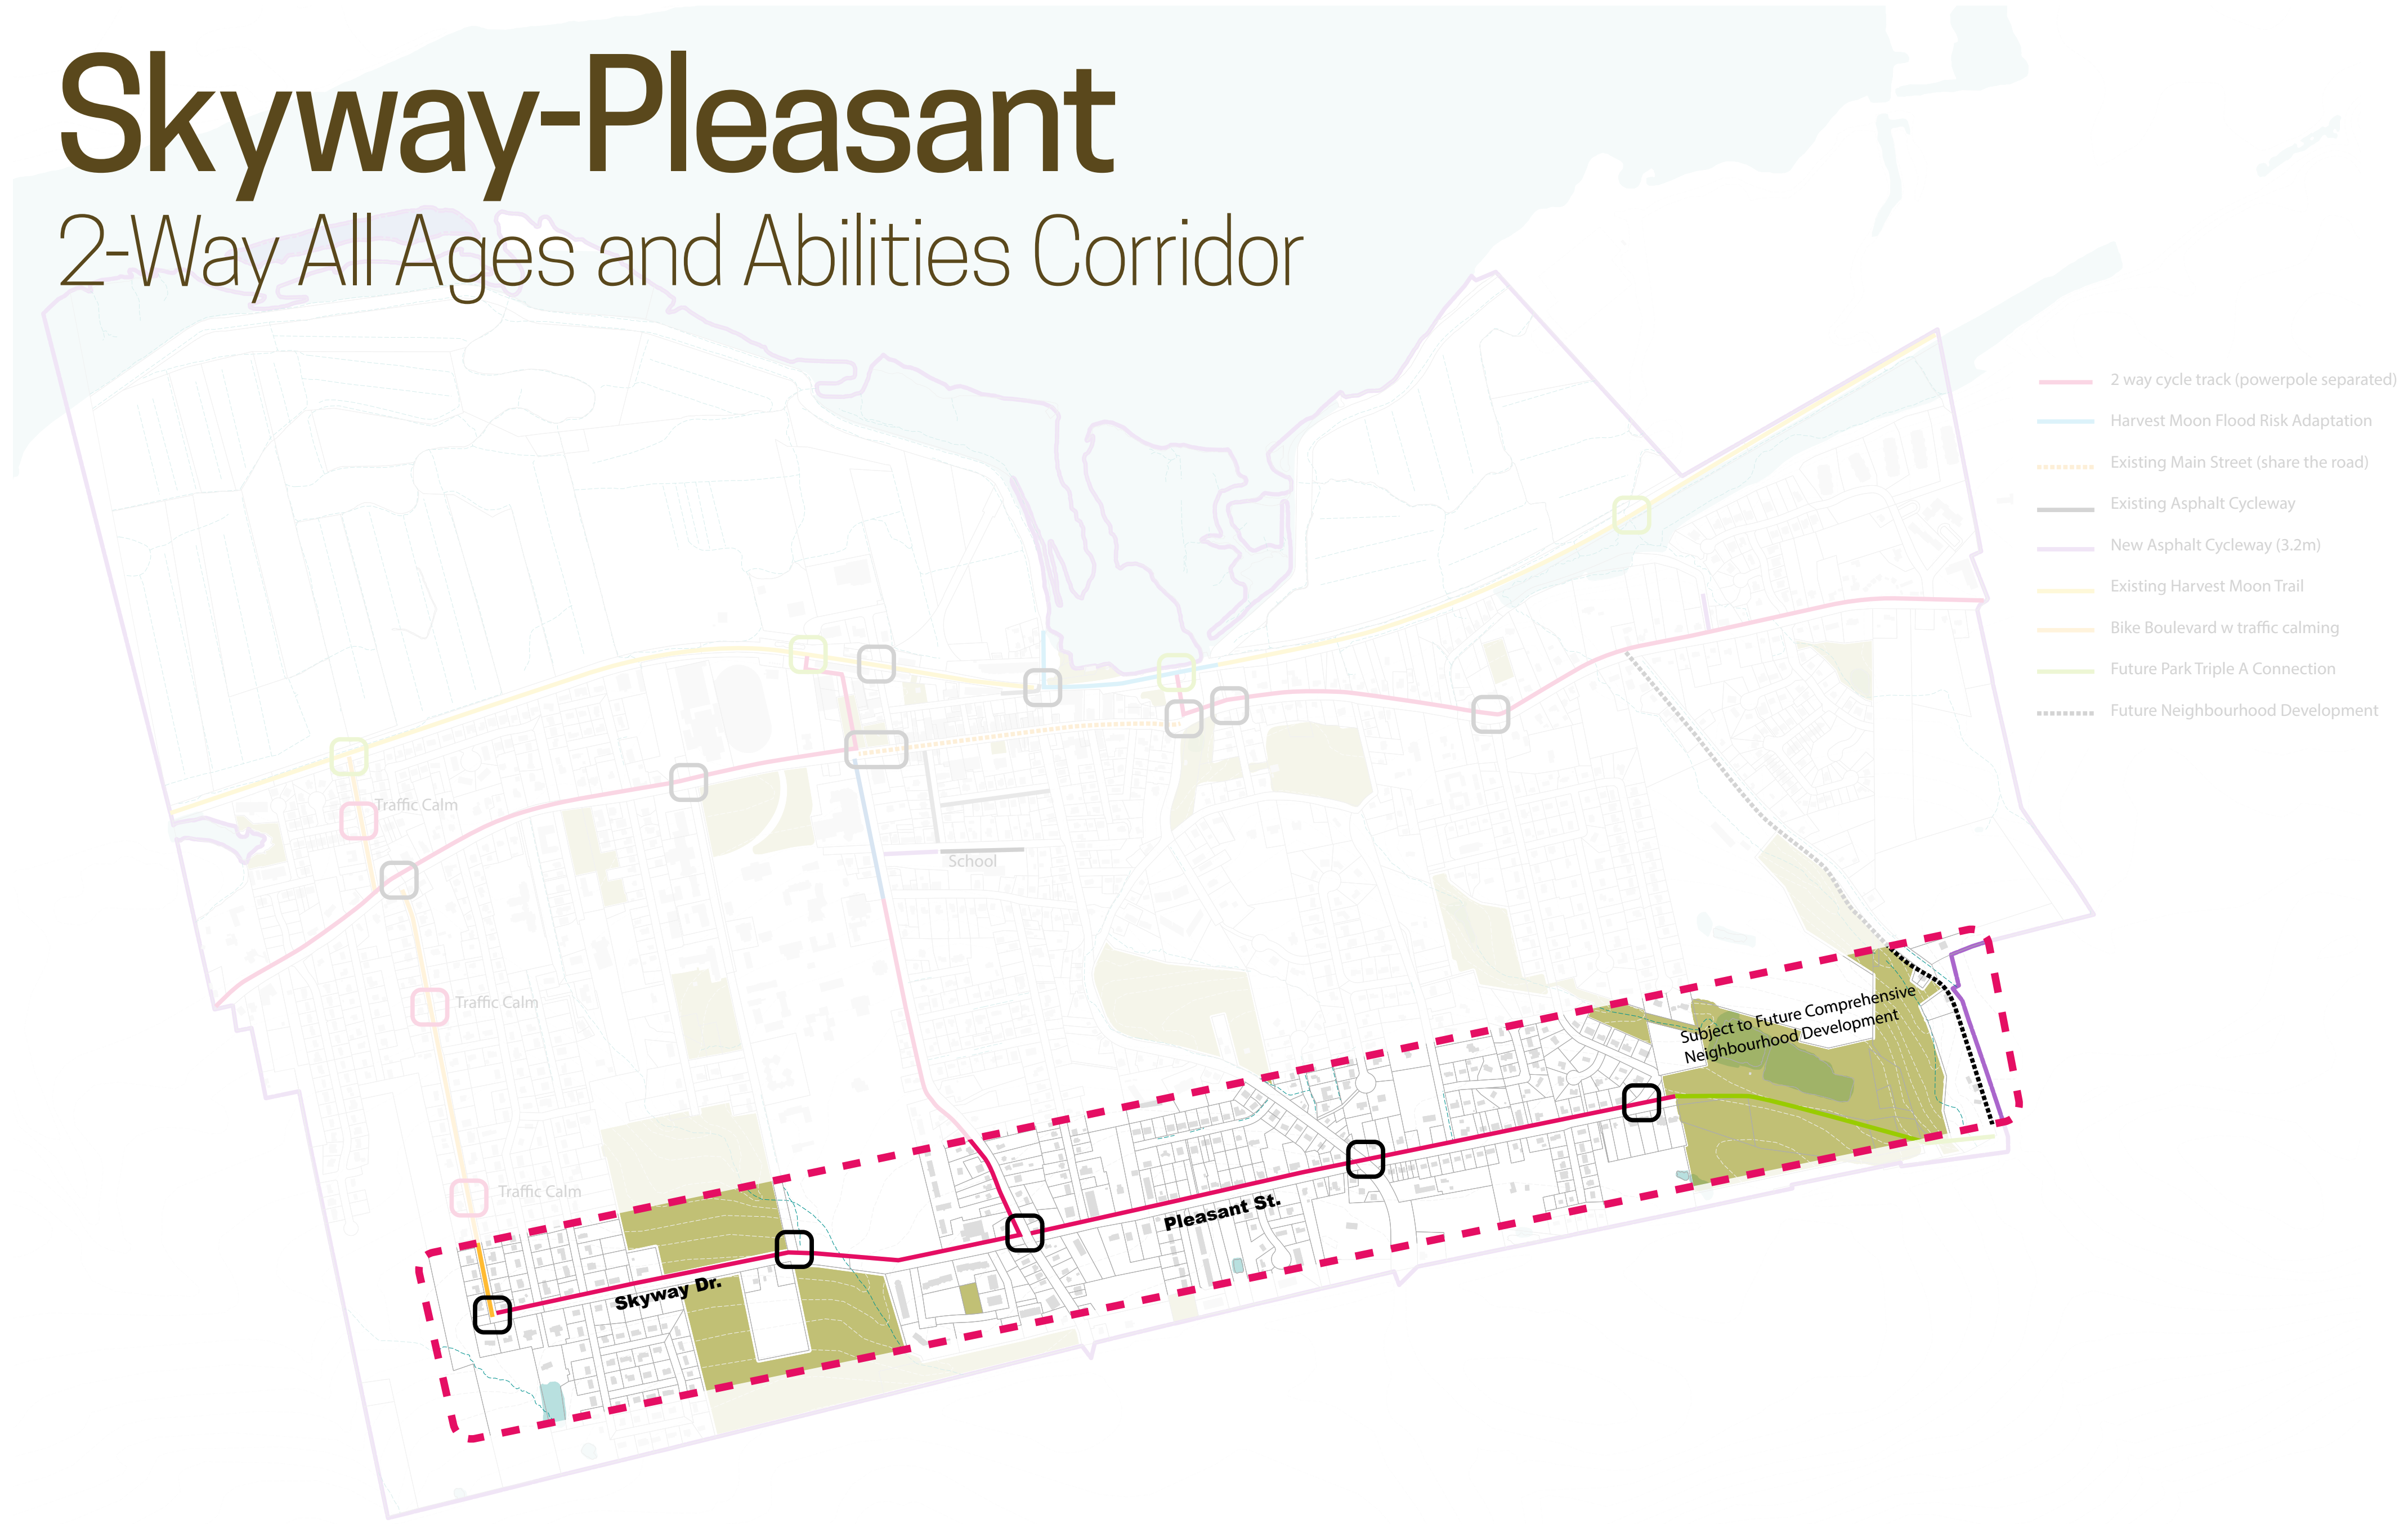 Skyway-Pleasant
2-Way All Ages and Abilities Corridor
2 way cycle track (powerpole separated)
Harvest Moon Flood Risk Adaptation
Existing Main Street (share the road)
Existing Asphalt Cycleway
New Asphalt Cycleway (3.2m)
Existing Harvest Moon Trail
Bike Boulevard w traffic calming
Future Park Triple A Connection
Future Neighbourhood Development
Traffic Calm
School
Traffic Calm
Subject to Future Comprehensive
Neighbourhood Development
Traffic Calm
Pleasant St.
Skyway Dr.